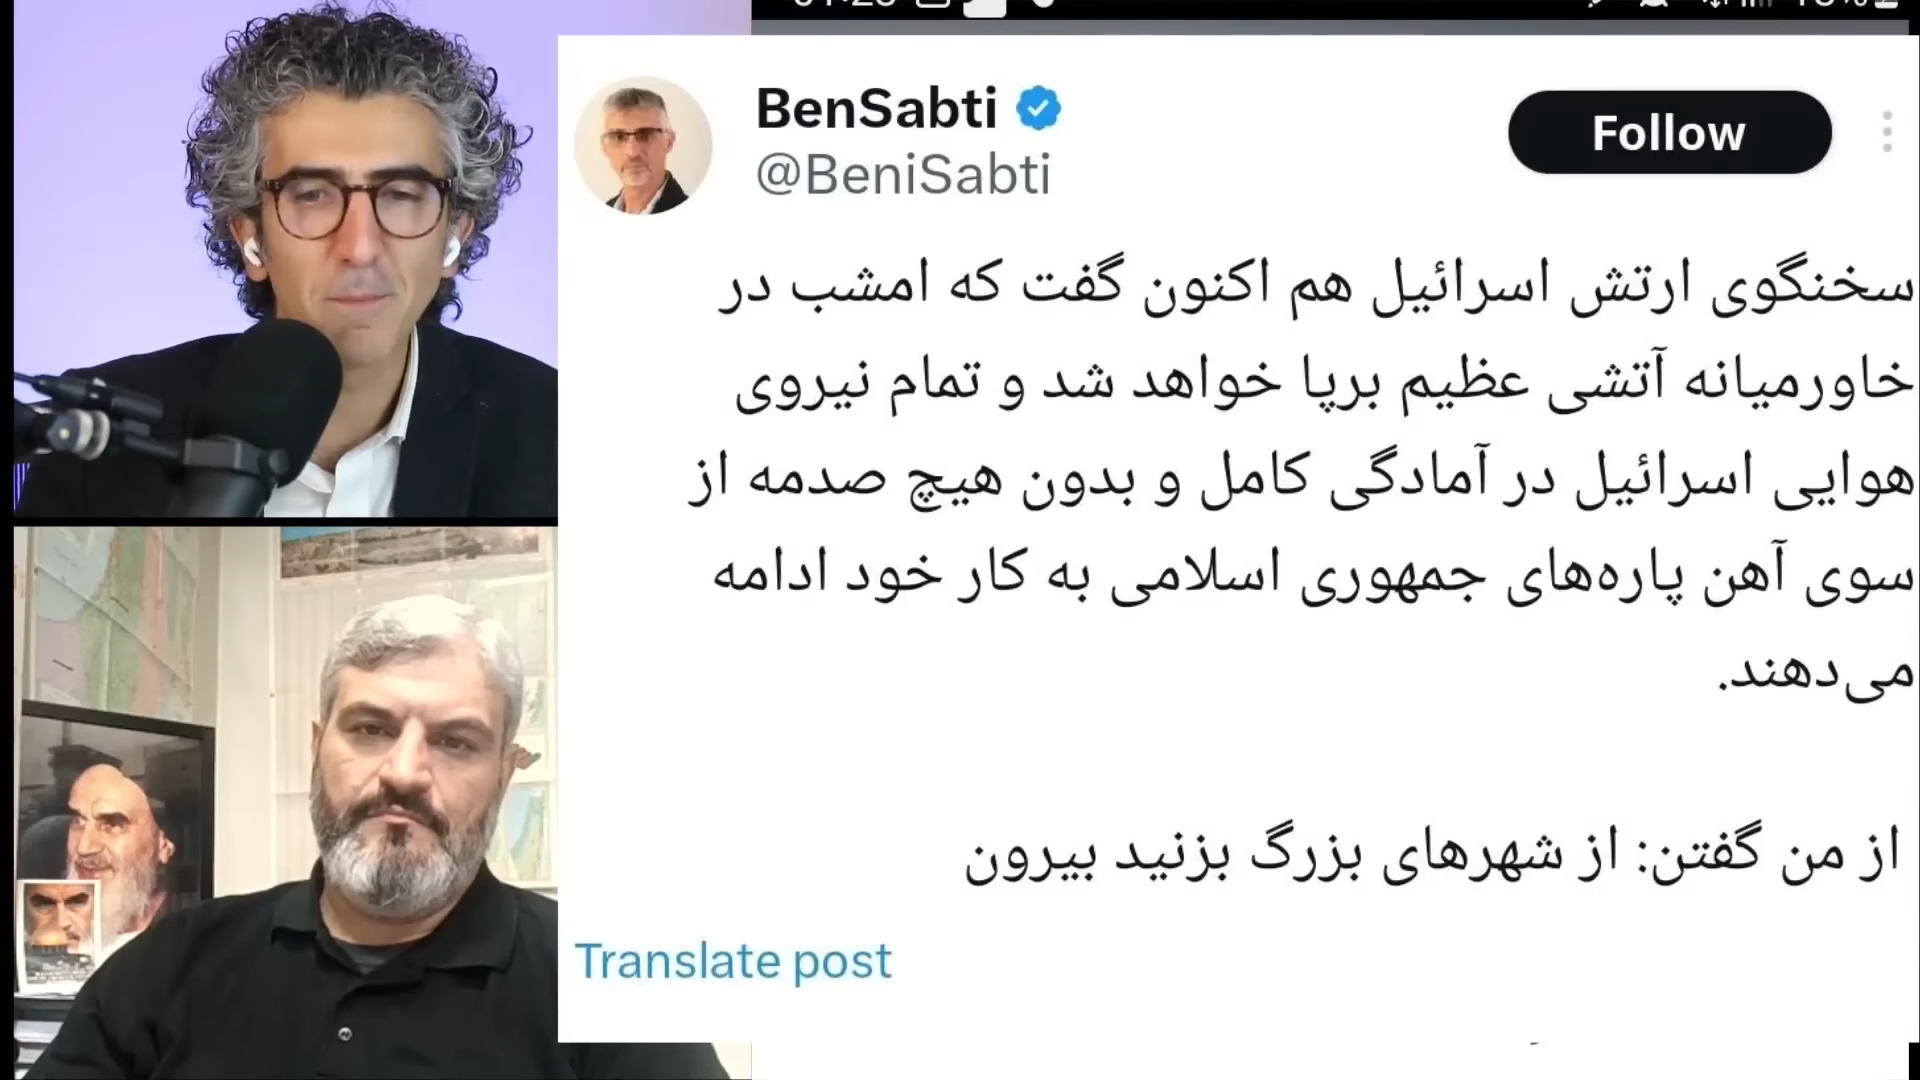 BenSabti
@BeniSabti
Follow
سخنگوی ارتش اسرائیل هم اکنون گفت که امشب در
خاورمیانه آتشی عظیم برپا خواهد شد و تمام نیروی
هوایی اسرائیل در آمادگی کامل و بدون هیچ صدمه از
سوی آهن پاره‌های جمهوری اسلامی به کار خود ادامه
می‌دهند.
از من گفتن: از شهرهای بزرگ بزنید بیرون
Translate post